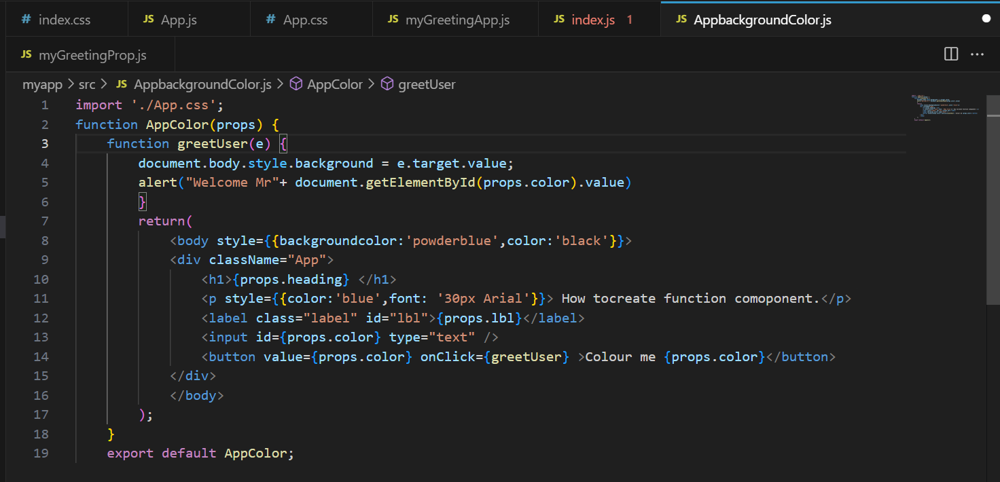 # index.css JS App.js # App.css JS myGreetingApp.js JS index.js 1 JS AppbackgroundColor.js
JS myGreetingProp.js
myapp > src > JS AppbackgroundColor.js > AppColor > greetUser
1 import './App.css';
2 function AppColor(props) {
3 function greetUser(e) {
4 document.body.style.background = e.target.value;
5 alert("Welcome Mr"+ document.getElementById(props.color).value)
6 }
7 return(
8 <body style={{backgroundcolor:'powderblue',color:'black'}}>
9 <div className="App">
10 <h1>{props.heading} </h1>
11 <p style={{color:'blue',font: '30px Arial'}}> How tocreate function comoponent.</p>
12 <label class="label" id="lbl">{props.lbl}</label>
13 <input id={props.color} type="text" />
14 <button value={props.color} onClick={greetUser} >Colour me {props.color}</button>
15 </div>
16 </body>
17 );
18 }
19 export default AppColor;